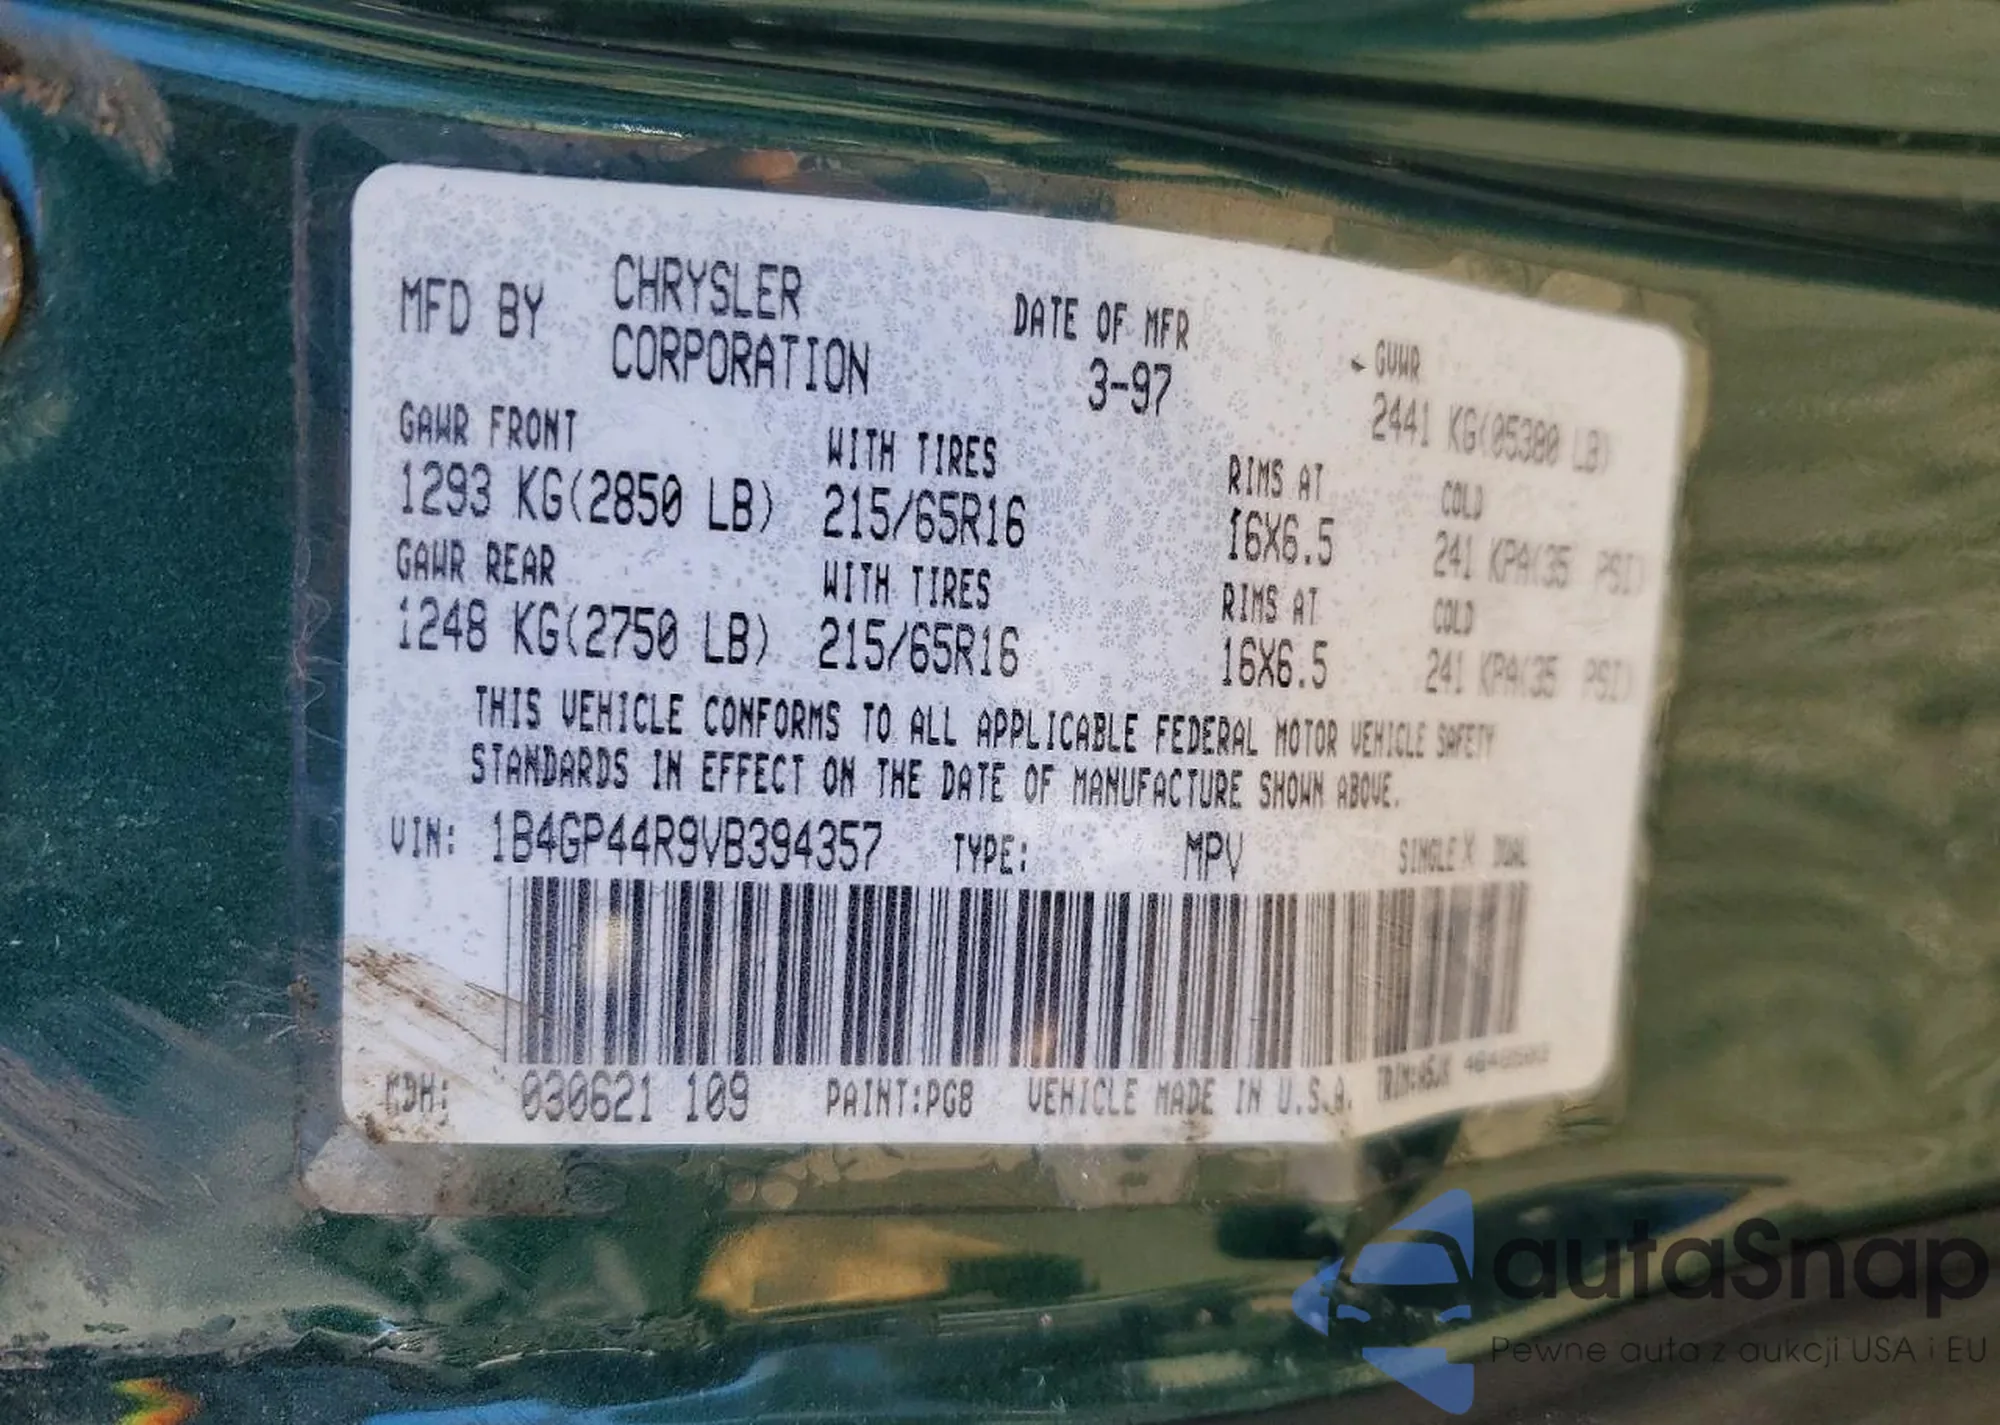 MFD BY CHRYSLER CORPORATION DATE OF MFR 3-97 GVWR
2441 KG(05380 LB)
GAWR FRONT WITH TIRES RIMS AT COLD
1293 KG(2850 LB) 215/65R16 16X6.5 241 KPA(35 PSI)
GAWR REAR WITH TIRES RIMS AT COLD
1248 KG(2750 LB) 215/65R16 16X6.5 241 KPA(35 PSI)
THIS VEHICLE CONFORMS TO ALL APPLICABLE FEDERAL MOTOR VEHICLE SAFETY
STANDARDS IN EFFECT ON THE DATE OF MANUFACTURE SHOWN ABOVE.
VIN: 1B4GP44R9VB394357 TYPE: MPV SINGLE X DUAL
MDH: 030621 109 PAINT:PG8 VEHICLE MADE IN U.S.A.
autaSnap
Pewne auta z aukcji USA i EU